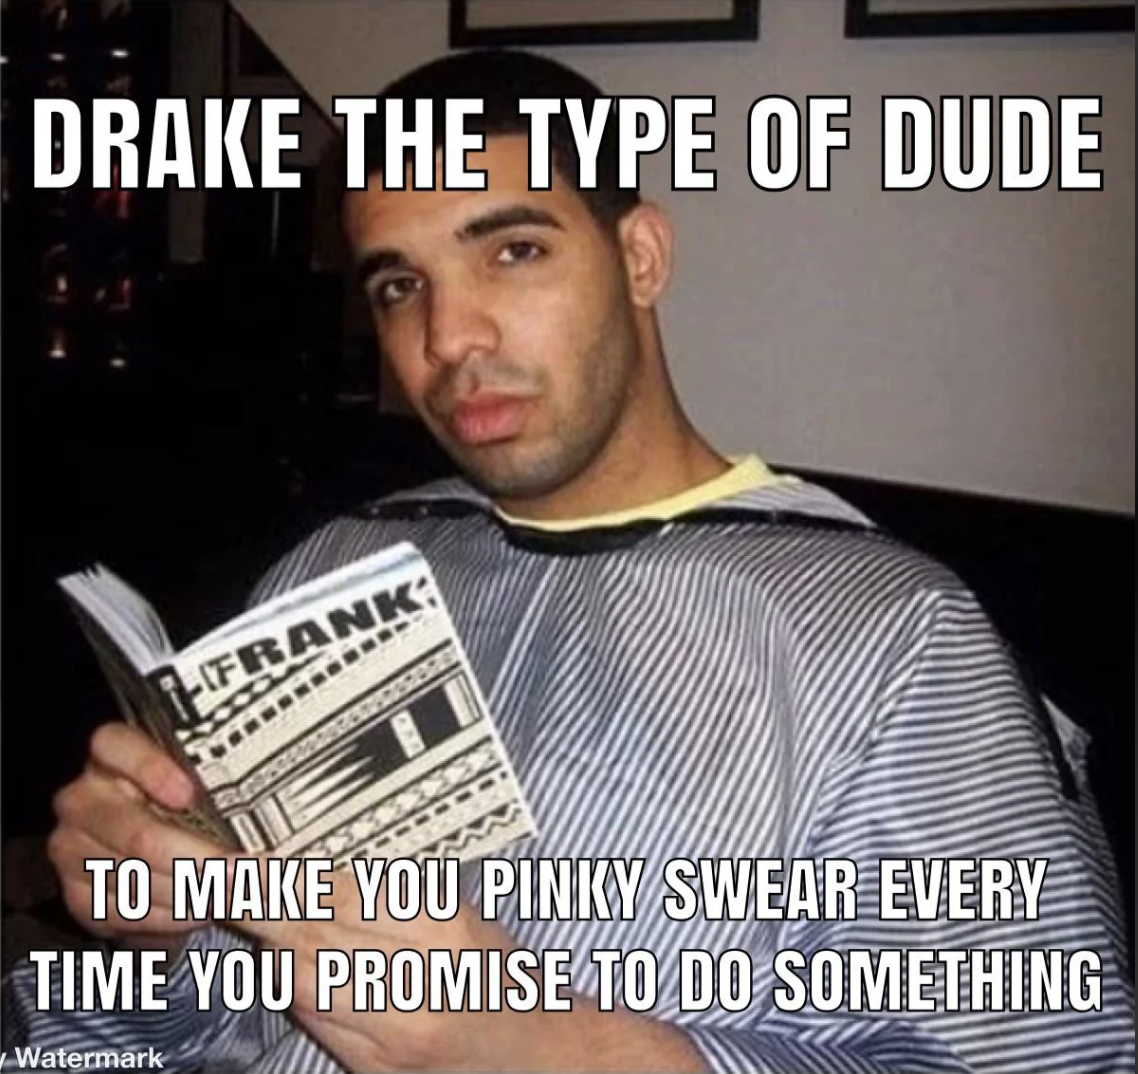 DRAKE THE TYPE OF DUDE
FRANK
TO MAKE YOU PINKY SWEAR EVERY
TIME YOU PROMISE TO DO SOMETHING
Watermark